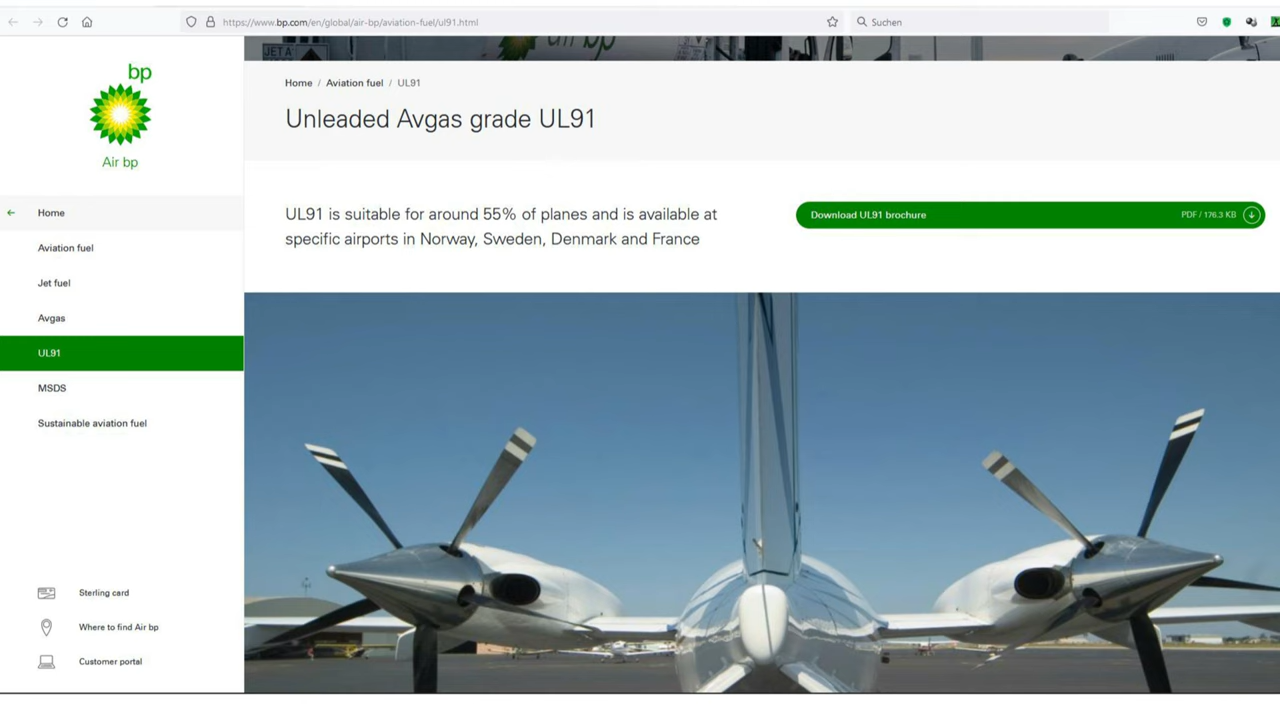 https://www.bp.com/en/global/air-bp/aviation-fuel/ul91.html
Suchen
JET A
air bp
bp
Air bp
Home
Aviation fuel
Jet fuel
Avgas
UL91
MSDS
Sustainable aviation fuel
Sterling card
Where to find Air bp
Customer portal
Home / Aviation fuel / UL91
Unleaded Avgas grade UL91
UL91 is suitable for around 55% of planes and is available at
specific airports in Norway, Sweden, Denmark and France
Download UL91 brochure PDF / 176.3 KB